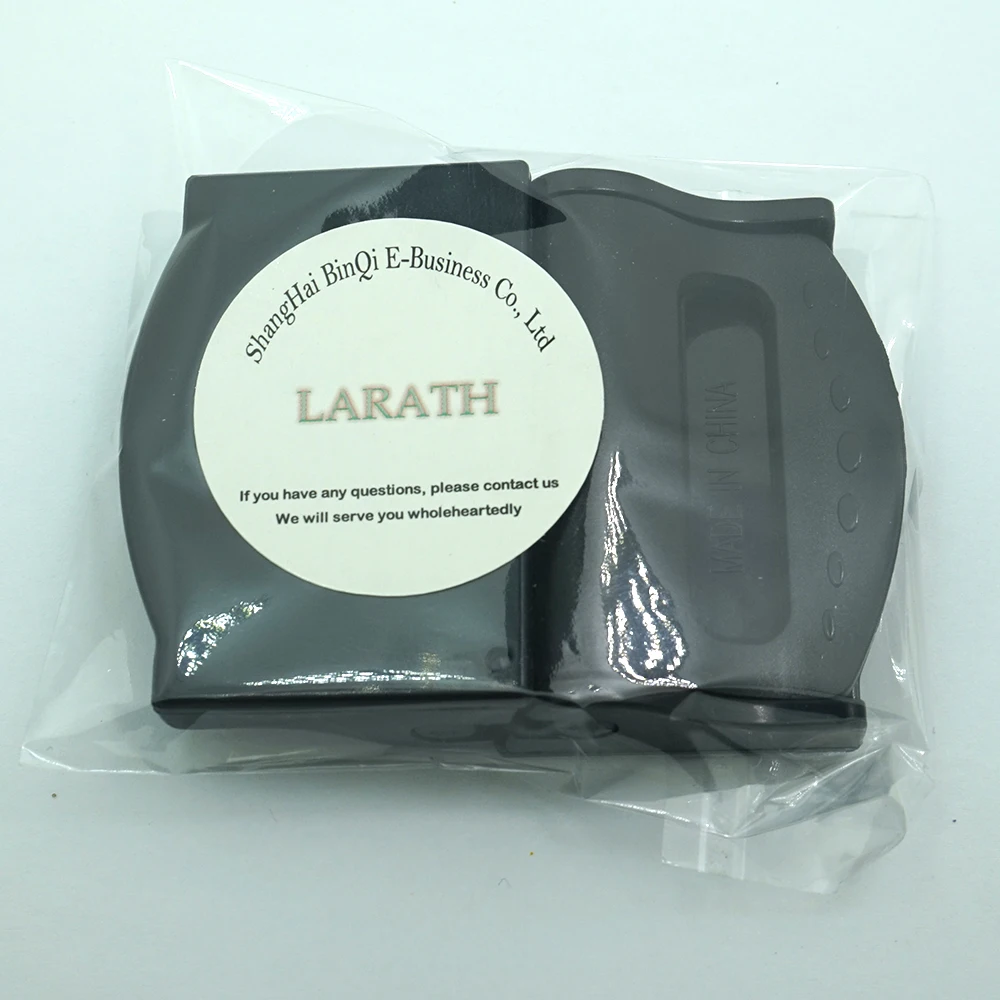 ShangHai BinQi E-Business Co., Ltd
LARATH
If you have any questions, please contact us
We will serve you wholeheartedly
MADE IN CHINA